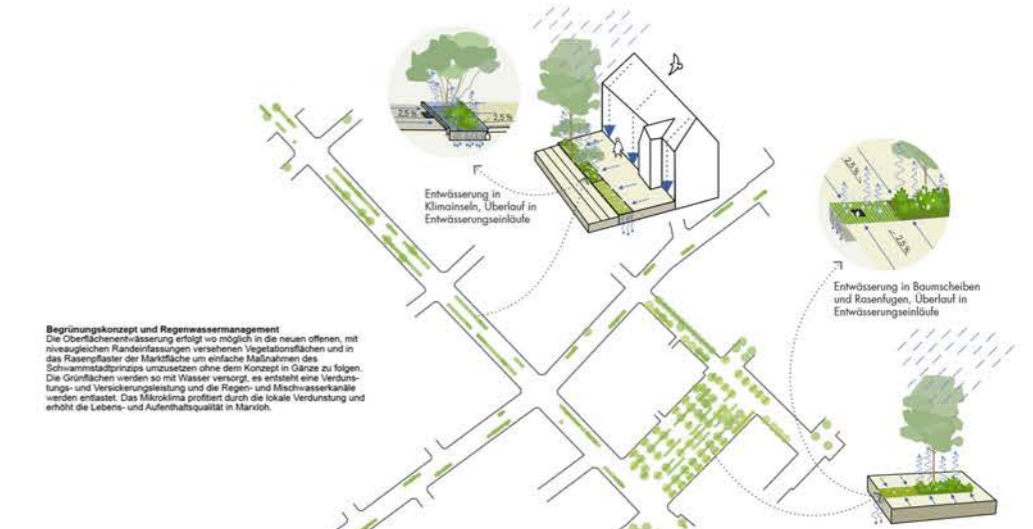 2,5 %
2,5 %
Entwässerung in
Klimainseln, Überlauf in
Entwässerungseinläufe
2,5 %
2,5 %
Entwässerung in Baumscheiben
und Rasenfugen, Überlauf in
Entwässerungseinläufe
Begrünungskonzept und Regenwassermanagement
Die Oberflächenentwässerung erfolgt wo möglich in die neuen offenen, mit
niveaugleichen Randeinfassungen versehenen Vegetationsflächen und in
das Rasenpflaster der Marktfläche um einfache Maßnahmen des
Schwammstadtprinzips umzusetzen ohne dem Konzept in Gänze zu folgen.
Die Grünflächen werden so mit Wasser versorgt, es entsteht eine Verduns-
tungs- und Versickerungsleistung und die Regen- und Mischwasserkanäle
werden entlastet. Das Mikroklima profitiert durch die lokale Verdunstung und
erhöht die Lebens- und Aufenthaltsqualität in Marxloh.